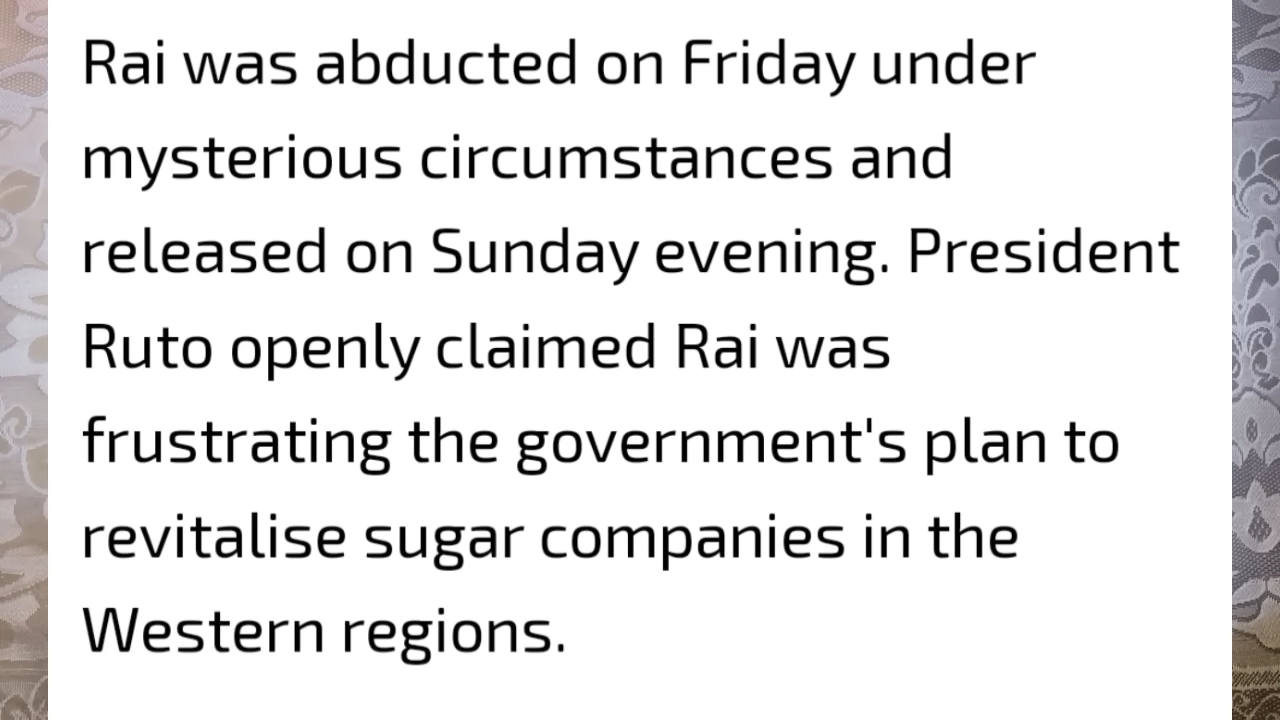 Rai was abducted on Friday under
mysterious circumstances and
released on Sunday evening. President
Ruto openly claimed Rai was
frustrating the government's plan to
revitalise sugar companies in the
Western regions.